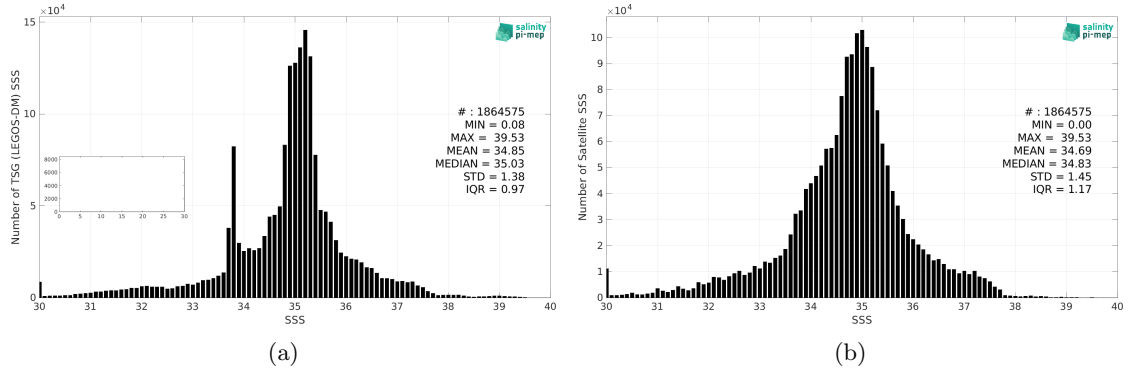 ×10⁴
15
10
5
0
Number of TSG (LEGOS-DM) SSS
30 31 32 33 34 35 36 37 38 39 40
SSS
salinity
pi-mep
# : 1864575
MIN = 0.08
MAX = 39.53
MEAN = 34.85
MEDIAN = 35.03
STD = 1.38
IQR = 0.97
8000
6000
4000
2000
0
0 5 10 15 20 25 30
(a)
×10⁴
10
9
8
7
6
5
4
3
2
1
0
Number of Satellite SSS
30 31 32 33 34 35 36 37 38 39 40
SSS
salinity
pi-mep
# : 1864575
MIN = 0.00
MAX = 39.53
MEAN = 34.69
MEDIAN = 34.83
STD = 1.45
IQR = 1.17
(b)